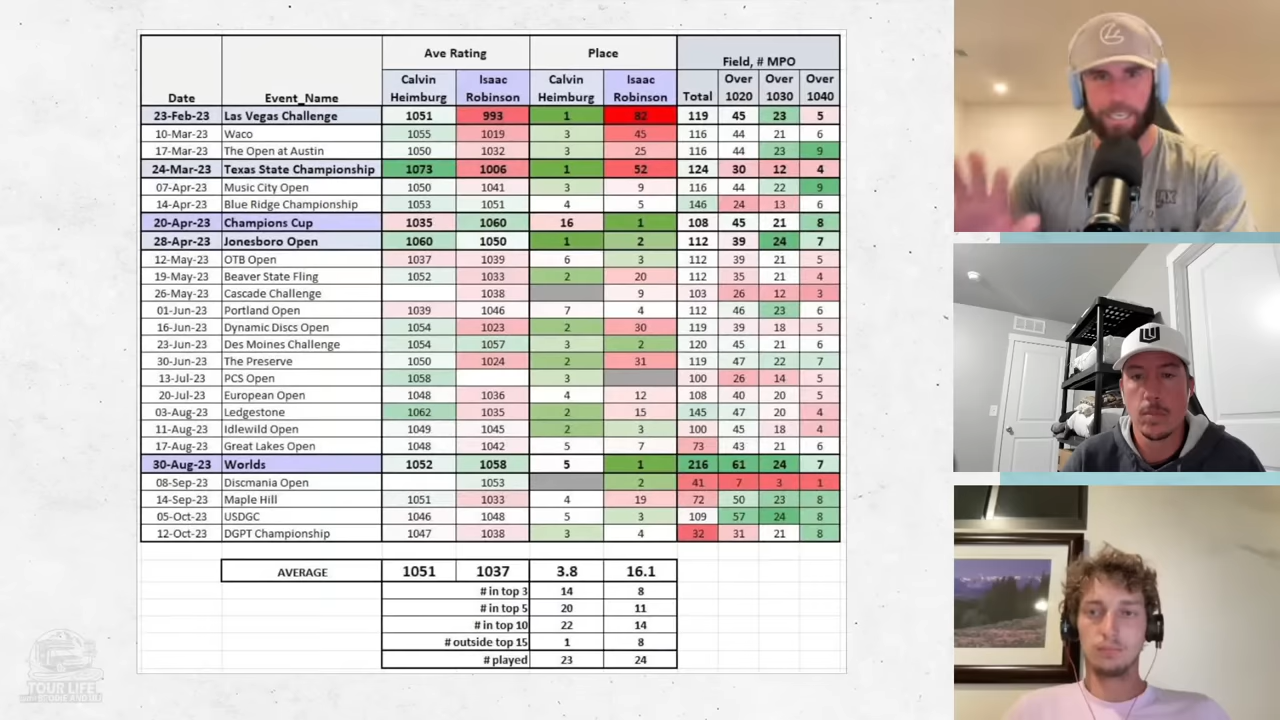 Ave Rating Place Field, # MPO
Date Event_Name Calvin Heimburg Isaac Robinson Calvin Heimburg Isaac Robinson Total Over 1020 Over 1030 Over 1040
23-Feb-23 Las Vegas Challenge 1051 993 1 82 119 45 23 5
10-Mar-23 Waco 1055 1019 3 45 116 44 21 6
17-Mar-23 The Open at Austin 1050 1032 3 25 116 44 23 9
24-Mar-23 Texas State Championship 1073 1006 1 52 124 30 12 4
07-Apr-23 Music City Open 1050 1041 3 9 116 44 22 9
14-Apr-23 Blue Ridge Championship 1053 1051 4 5 146 24 13 6
20-Apr-23 Champions Cup 1035 1060 16 1 108 45 21 8
28-Apr-23 Jonesboro Open 1060 1050 1 2 112 39 24 7
12-May-23 OTB Open 1037 1039 6 3 112 39 21 5
19-May-23 Beaver State Fling 1052 1033 2 20 112 35 21 4
26-May-23 Cascade Challenge 1038 9 103 26 12 3
01-Jun-23 Portland Open 1039 1046 7 4 112 46 23 6
16-Jun-23 Dynamic Discs Open 1054 1023 2 30 119 39 18 5
23-Jun-23 Des Moines Challenge 1054 1057 3 2 120 45 21 6
30-Jun-23 The Preserve 1050 1024 2 31 119 47 22 7
13-Jul-23 PCS Open 1058 3 100 26 14 5
20-Jul-23 European Open 1048 1036 4 12 108 40 20 5
03-Aug-23 Ledgestone 1062 1035 2 15 145 47 20 4
11-Aug-23 Idlewild Open 1049 1045 2 3 100 45 18 4
17-Aug-23 Great Lakes Open 1048 1042 5 7 73 43 21 6
30-Aug-23 Worlds 1052 1058 5 1 216 61 24 7
08-Sep-23 Discmania Open 1053 2 41 7 3 1
14-Sep-23 Maple Hill 1051 1033 4 19 72 50 23 8
05-Oct-23 USDGC 1046 1048 5 3 109 57 24 8
12-Oct-23 DGPT Championship 1047 1038 3 4 32 31 21 8
AVERAGE 1051 1037 3.8 16.1
# in top 3 14 8
# in top 5 20 11
# in top 10 22 14
# outside top 15 1 8
# played 23 24
TOUR LIFE